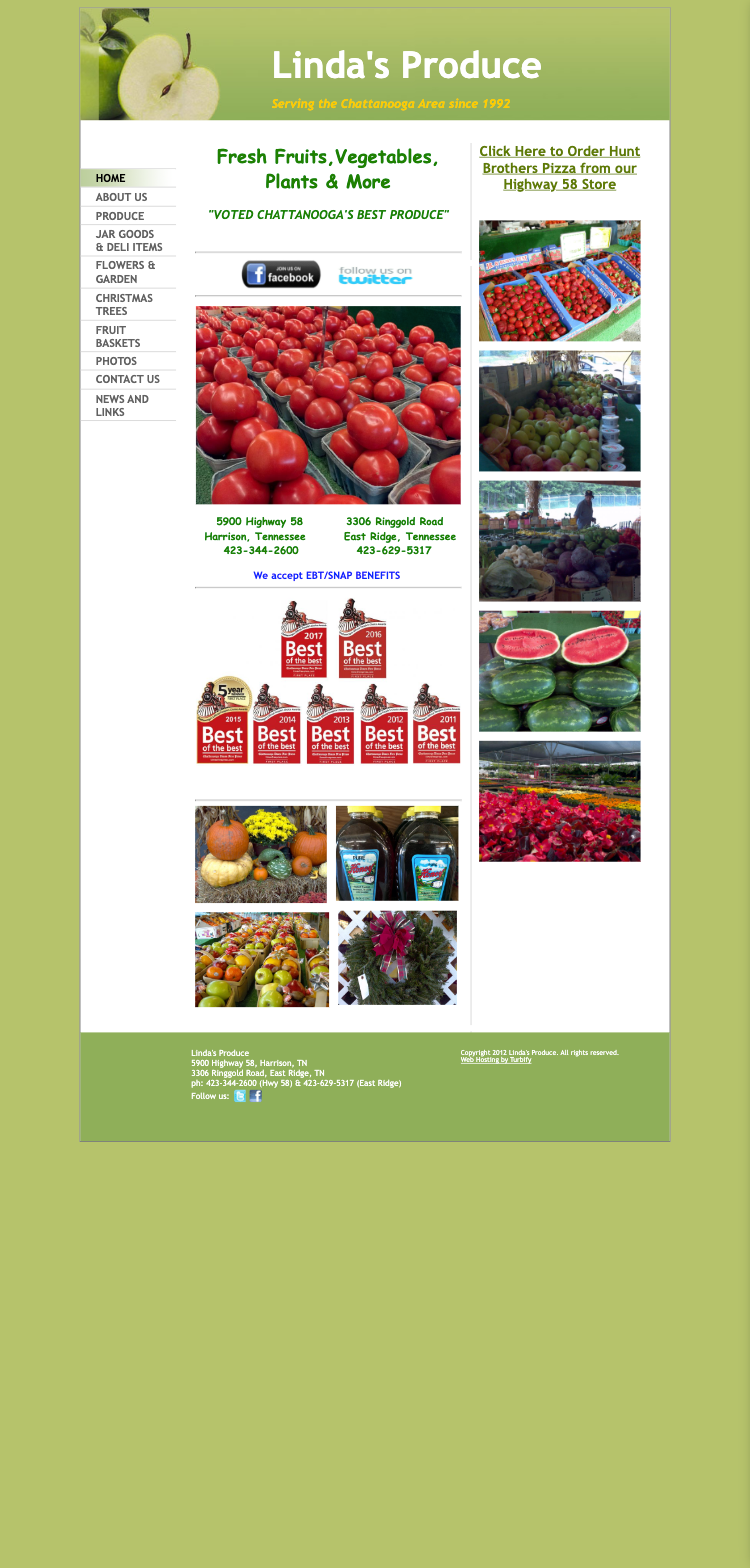 Linda's Produce
Serving the Chattanooga Area since 1992
HOME
ABOUT US
PRODUCE
JAR GOODS
& DELI ITEMS
FLOWERS &
GARDEN
CHRISTMAS
TREES
FRUIT
BASKETS
PHOTOS
CONTACT US
NEWS AND
LINKS
Fresh Fruits,Vegetables,
Plants & More
"VOTED CHATTANOOGA'S BEST PRODUCE"
JOIN US ON
facebook
follow us on
twitter
5900 Highway 58 3306 Ringgold Road
Harrison, Tennessee East Ridge, Tennessee
423-344-2600 423-629-5317
We accept EBT/SNAP BENEFITS
2017 2016
Best Best
of the best of the best
5 year
2015 2014 2013 2012 2011
Best Best Best Best Best
of the best of the best of the best of the best of the best
PURE
Honey
Click Here to Order Hunt
Brothers Pizza from our
Highway 58 Store
Linda's Produce
5900 Highway 58, Harrison, TN
3306 Ringgold Road, East Ridge, TN
ph: 423-344-2600 (Hwy 58) & 423-629-5317 (East Ridge)
Follow us:
Copyright 2012 Linda's Produce. All rights reserved.
Web Hosting by Turbify